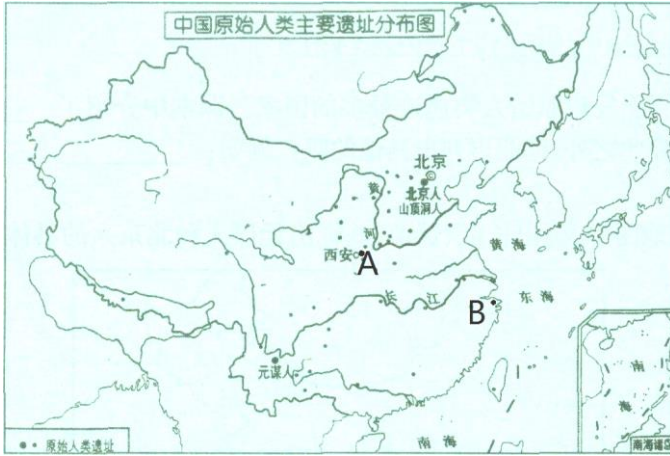 中国原始人类主要遗址分布图
北京
北京人
山顶洞人
黄
河
西安
A
黄海
长江
B
东海
元谋人
南
海
南海
原始人类遗址
南海诸岛